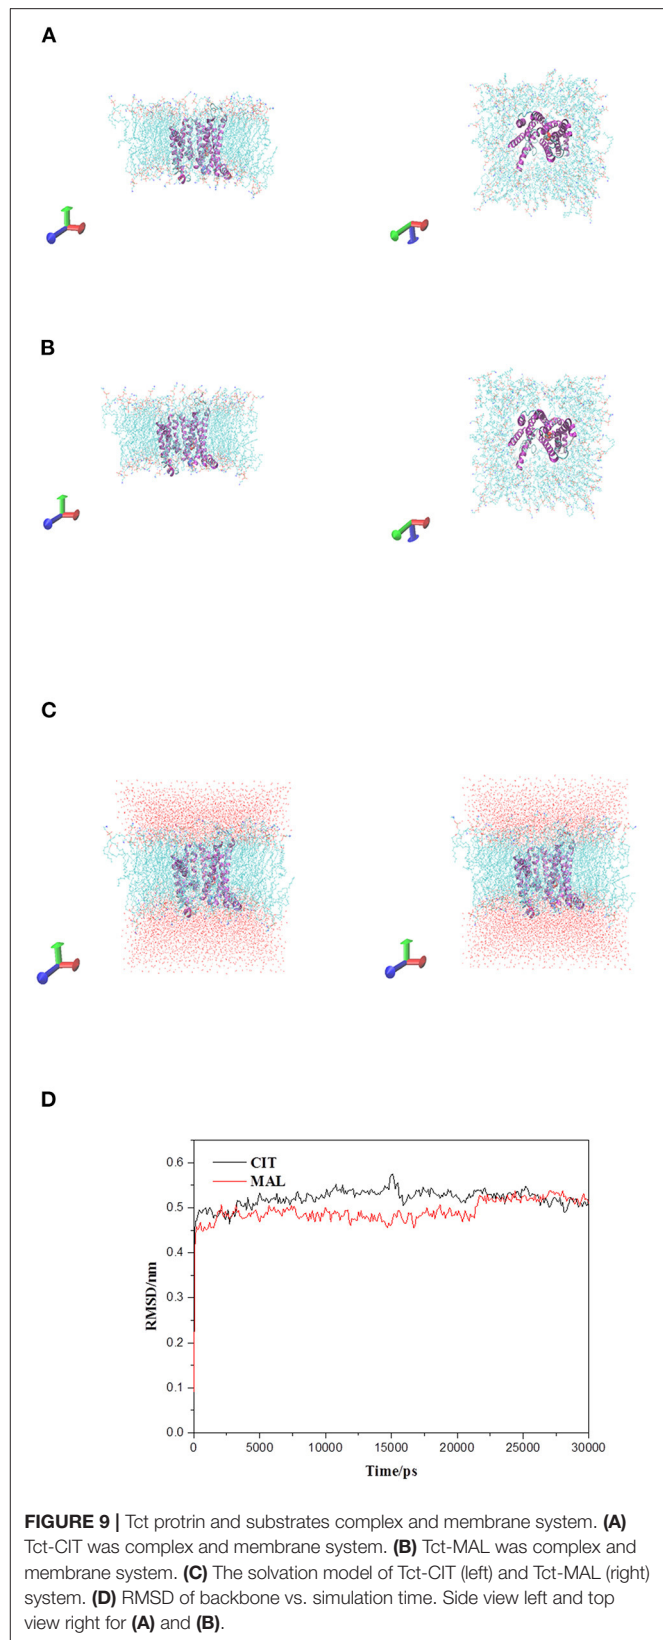 A
B
C
D
CIT
MAL
0.6
0.5
0.4
0.3
0.2
0.1
0.0
RMSD/nm
0 5000 10000 15000 20000 25000 30000
Time/ps
FIGURE 9 | Tct protrin and substrates complex and membrane system. (A)
Tct-CIT was complex and membrane system. (B) Tct-MAL was complex and
membrane system. (C) The solvation model of Tct-CIT (left) and Tct-MAL (right)
system. (D) RMSD of backbone vs. simulation time. Side view left and top
view right for (A) and (B).